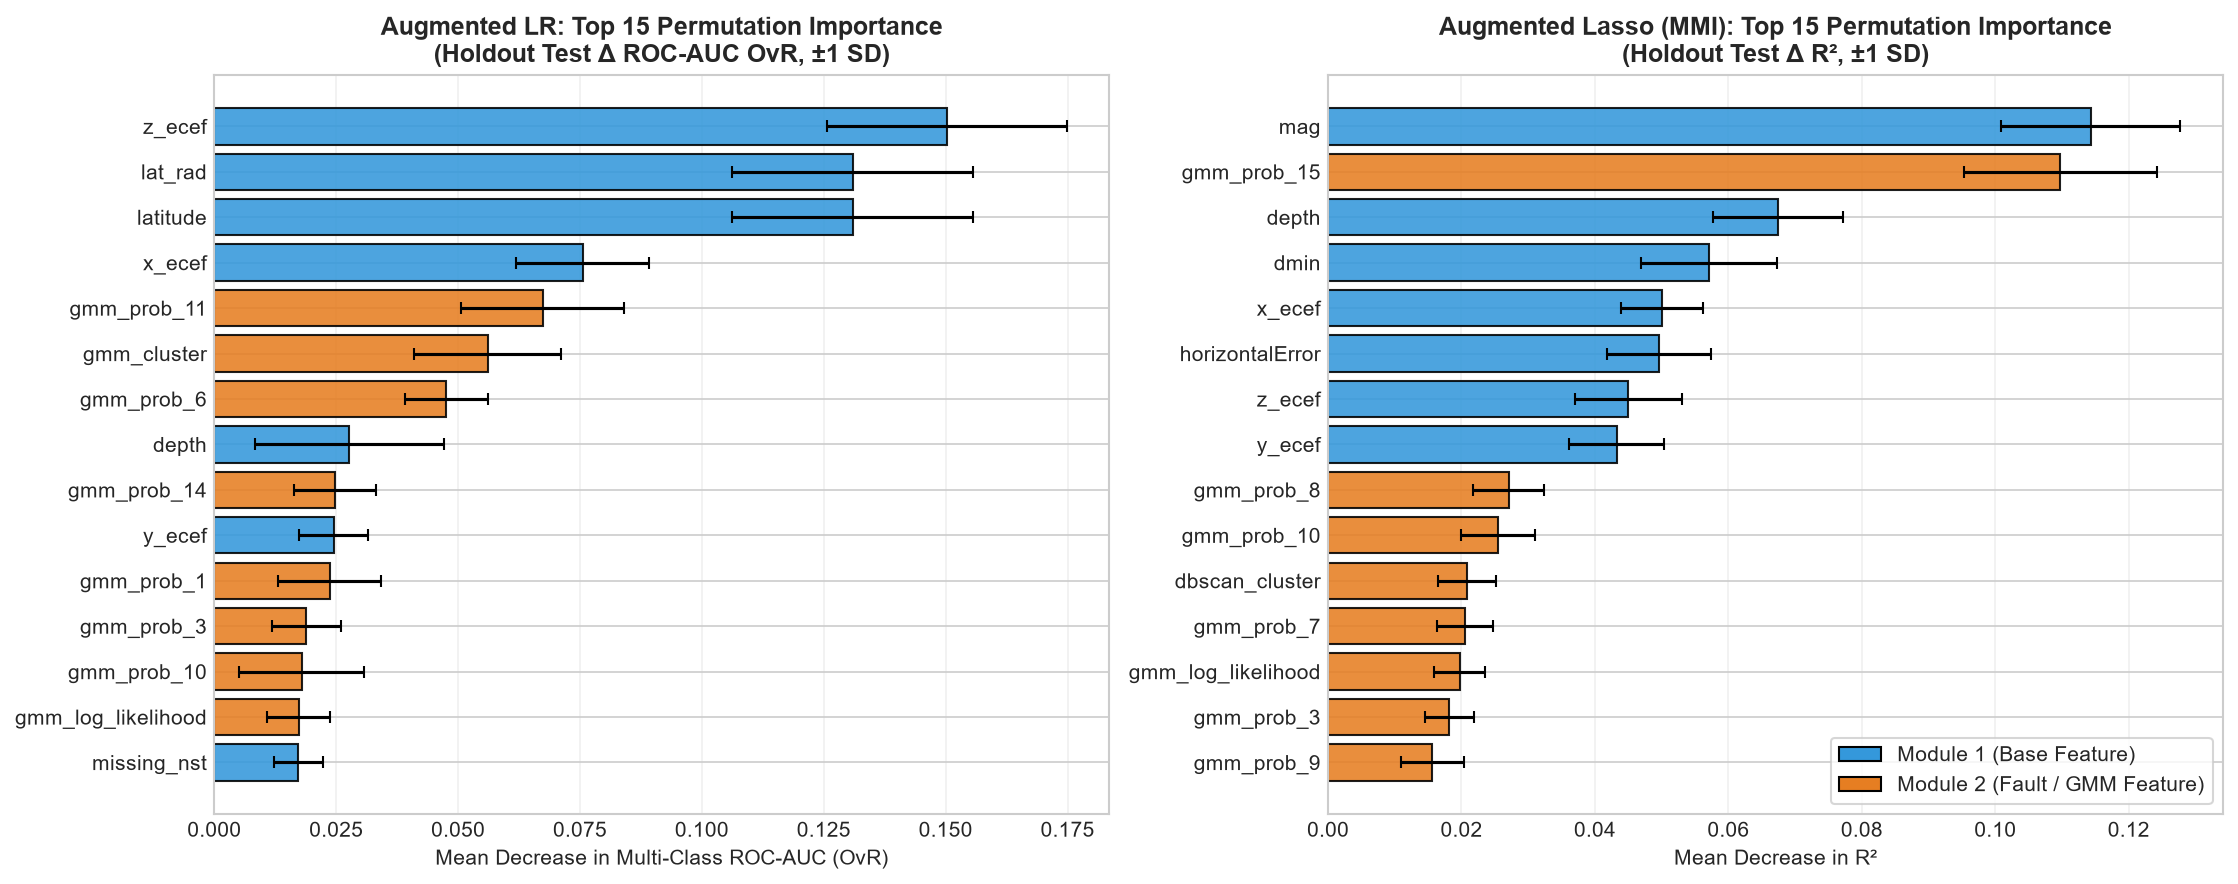 Augmented LR: Top 15 Permutation Importance
(Holdout Test Δ ROC-AUC OvR, ±1 SD)
z_ecef
lat_rad
latitude
x_ecef
gmm_prob_11
gmm_cluster
gmm_prob_6
depth
gmm_prob_14
y_ecef
gmm_prob_1
gmm_prob_3
gmm_prob_10
gmm_log_likelihood
missing_nst
0.000 0.025 0.050 0.075 0.100 0.125 0.150 0.175
Mean Decrease in Multi-Class ROC-AUC (OvR)
Augmented Lasso (MMI): Top 15 Permutation Importance
(Holdout Test Δ R², ±1 SD)
mag
gmm_prob_15
depth
dmin
x_ecef
horizontalError
z_ecef
y_ecef
gmm_prob_8
gmm_prob_10
dbscan_cluster
gmm_prob_7
gmm_log_likelihood
gmm_prob_3
gmm_prob_9
Module 1 (Base Feature)
Module 2 (Fault / GMM Feature)
0.00 0.02 0.04 0.06 0.08 0.10 0.12
Mean Decrease in R²